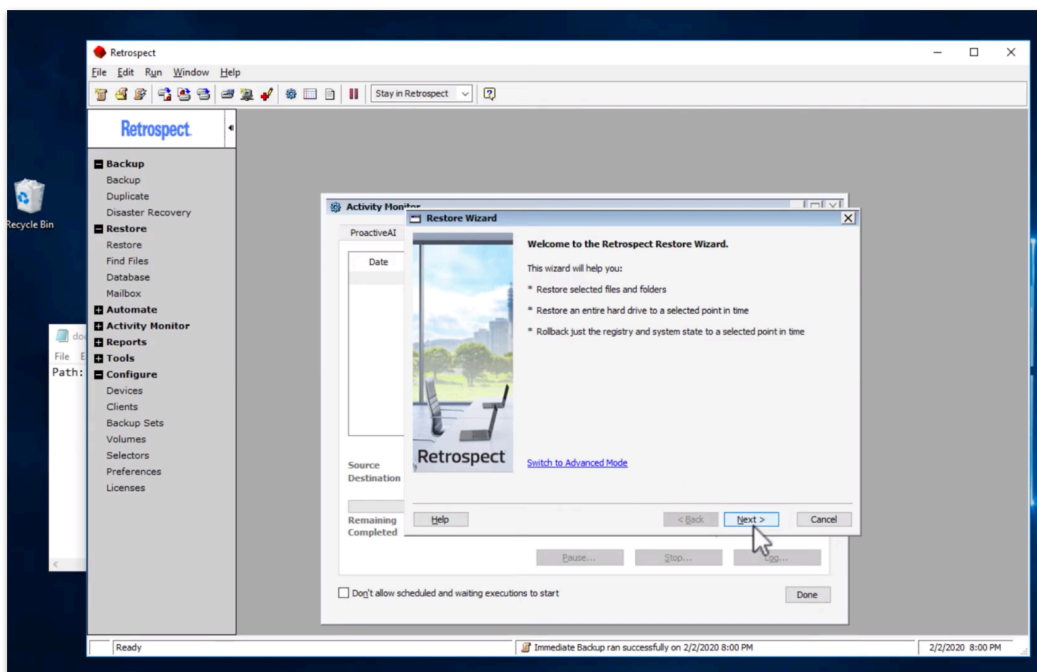 Retrospect
File Edit Run Window Help
Stay in Retrospect
Retrospect
Backup
Backup
Duplicate
Disaster Recovery
Restore
Restore
Find Files
Database
Mailbox
Automate
Activity Monitor
Reports
Tools
Configure
Devices
Clients
Backup Sets
Volumes
Selectors
Preferences
Licenses
Recycle Bin
File
Path:
Activity Monitor
ProactiveAI
Date
Source
Destination
Remaining
Completed
Restore Wizard
Welcome to the Retrospect Restore Wizard.
This wizard will help you:
* Restore selected files and folders
* Restore an entire hard drive to a selected point in time
* Rollback just the registry and system state to a selected point in time
Retrospect
Switch to Advanced Mode
Help < Back Next > Cancel
Pause... Stop... Log...
Don't allow scheduled and waiting executions to start
Done
Ready
Immediate Backup ran successfully on 2/2/2020 8:00 PM
2/2/2020 8:00 PM